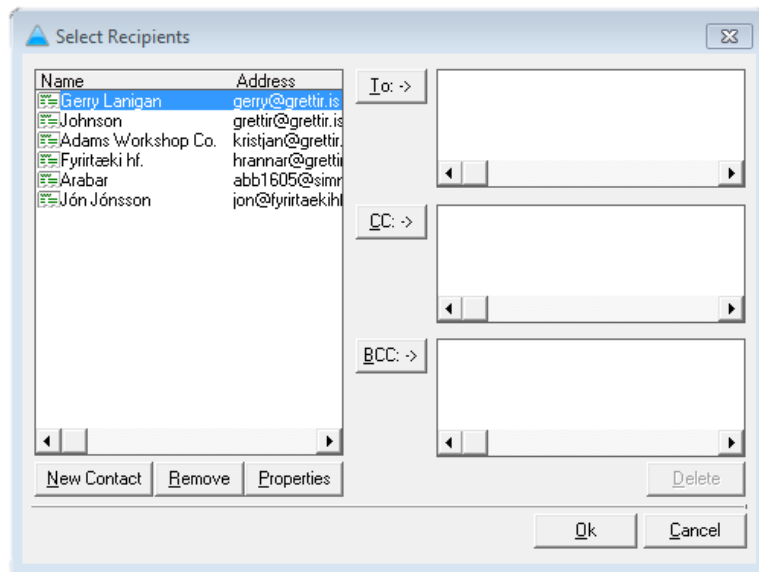 Select Recipients
Name Address To: ->
Gerry Lanigan gerry@grettir.is
Johnson grettir@grettir.is
Adams Workshop Co. kristjan@grettir.
Fyrirtæki hf. hrannar@grettir
Arabar abb1605@simn
Jón Jónsson jon@fyrirtaekihf
CC: ->
BCC: ->
New Contact Remove Properties Delete
Ok Cancel